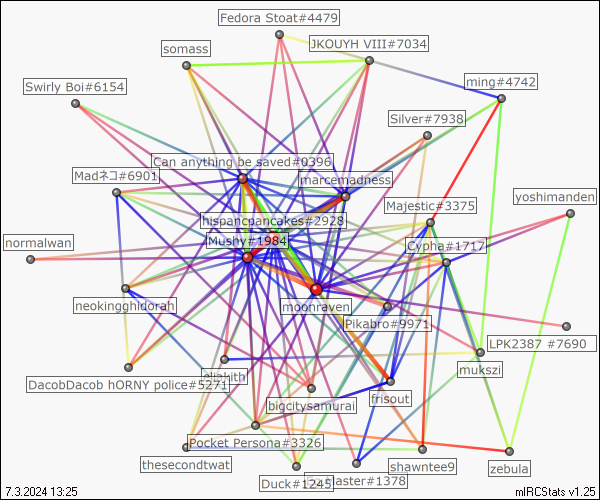 Fedora Stoat#4479
JKOUYH VIII#7034
somass
ming#4742
Swirly Boi#6154
Silver#7938
Can anything be saved#0396
Madネコ#6901
marcemadness
yoshimanden
Majestic#3375
hispancpancakes#2928
Mushy#1984
normalwan
Cypha#1717
neokingghidorah
moonraven
Pikabro#9971
LPK2387 #7690
mukszi
DacobDacob hORNY police#5271
frisout
bigcitysamurai
Pocket Persona#3326
thesecondtwat
shawntee9
zebula
Duck#1245
#1378
7.3.2024 13:25
mIRCStats v1.25